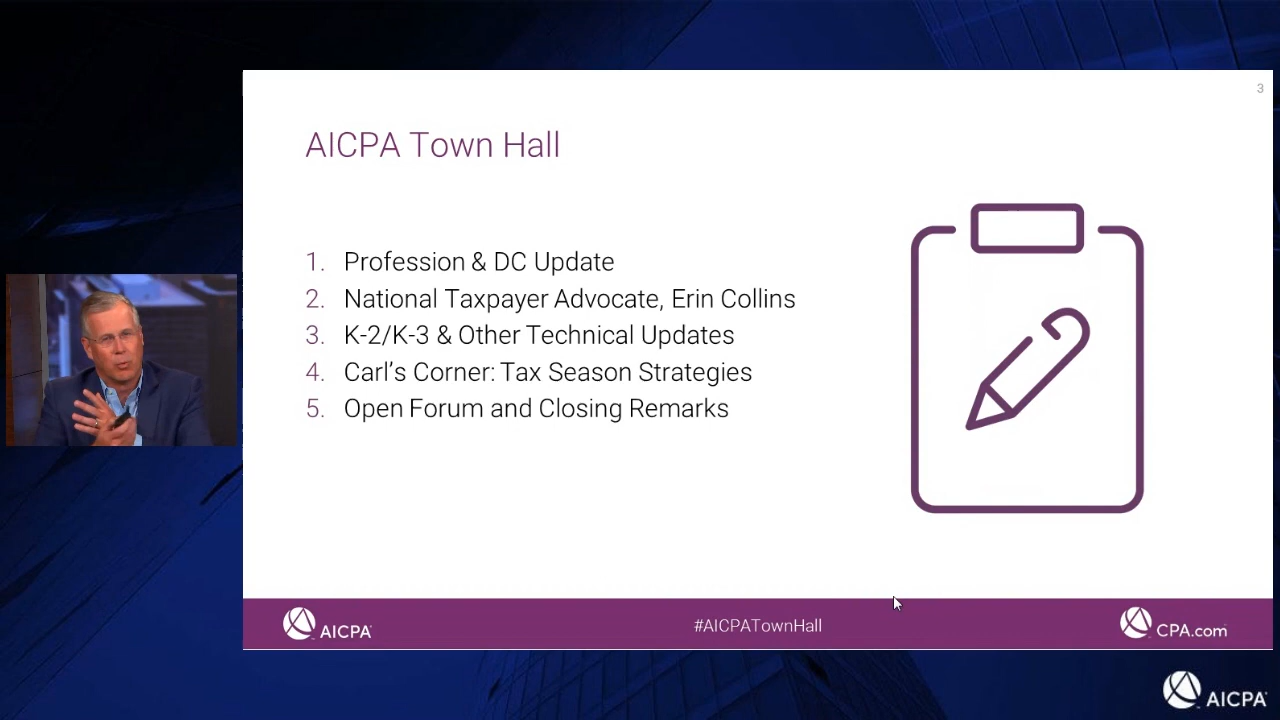 3
AICPA Town Hall
1. Profession & DC Update
2. National Taxpayer Advocate, Erin Collins
3. K-2/K-3 & Other Technical Updates
4. Carl’s Corner: Tax Season Strategies
5. Open Forum and Closing Remarks
AICPA
#AICPATownHall
CPA.com
AICPA